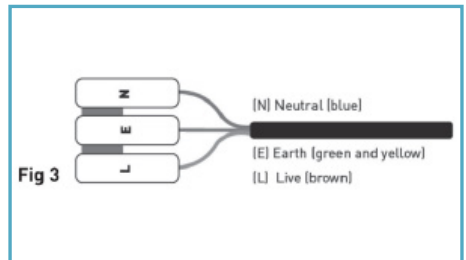 N
(N) Neutral (blue)
E
(E) Earth (green and yellow)
L
(L) Live (brown)
Fig 3